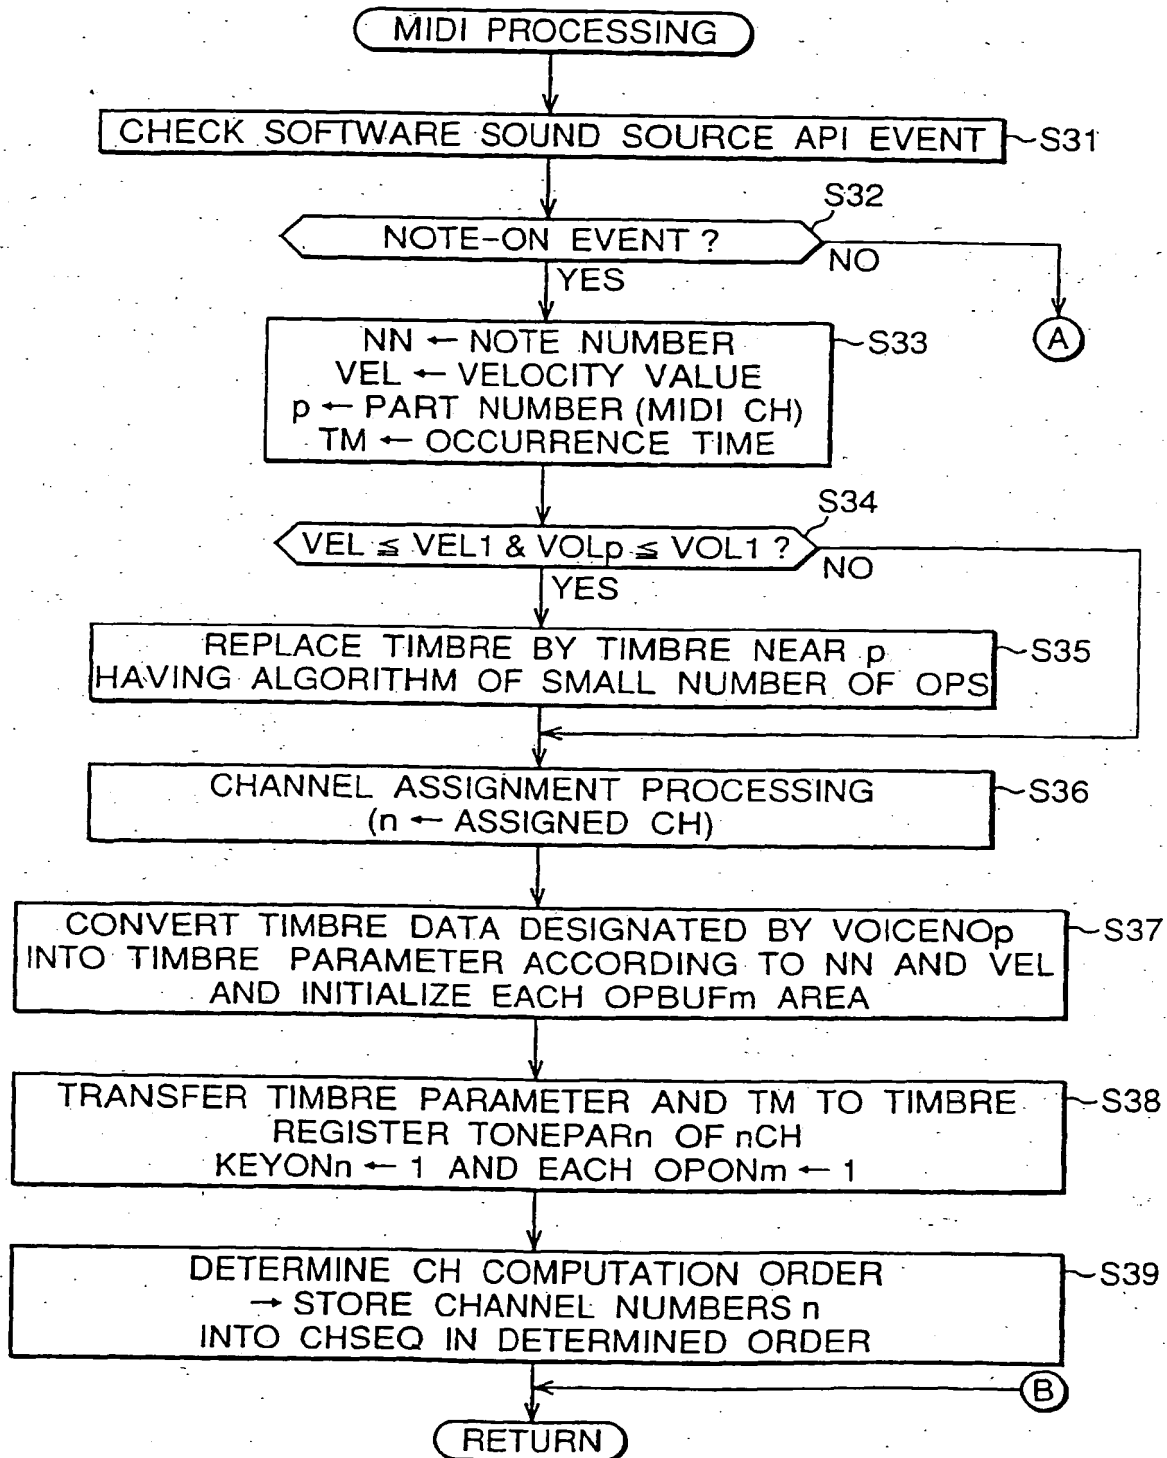 MIDI PROCESSING
CHECK SOFTWARE SOUND SOURCE API EVENT
S31
S32
NOTE-ON EVENT ?
NO
YES
A
NN ← NOTE NUMBER
VEL ← VELOCITY VALUE
p ← PART NUMBER (MIDI CH)
TM ← OCCURRENCE TIME
S33
S34
VEL ≦ VEL1 & VOLp ≦ VOL1 ?
NO
YES
REPLACE TIMBRE BY TIMBRE NEAR p
HAVING ALGORITHM OF SMALL NUMBER OF OPS
S35
CHANNEL ASSIGNMENT PROCESSING
(n ← ASSIGNED CH)
S36
CONVERT TIMBRE DATA DESIGNATED BY VOICENOp
INTO TIMBRE PARAMETER ACCORDING TO NN AND VEL
AND INITIALIZE EACH OPBUFm AREA
S37
TRANSFER TIMBRE PARAMETER AND TM TO TIMBRE
REGISTER TONEPARn OF nCH
KEYONn ← 1 AND EACH OPONm ← 1
S38
DETERMINE CH COMPUTATION ORDER
→ STORE CHANNEL NUMBERS n
INTO CHSEQ IN DETERMINED ORDER
S39
B
RETURN